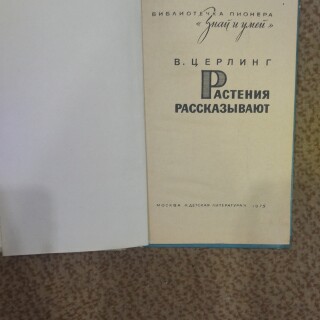 БИБЛИОТЕЧКА ПИОНЕРА
«Знай и умей»
В. ЦЕРЛИНГ
РАСТЕНИЯ
РАССКАЗЫВАЮТ
МОСКВА «ДЕТСКАЯ ЛИТЕРАТУРА»